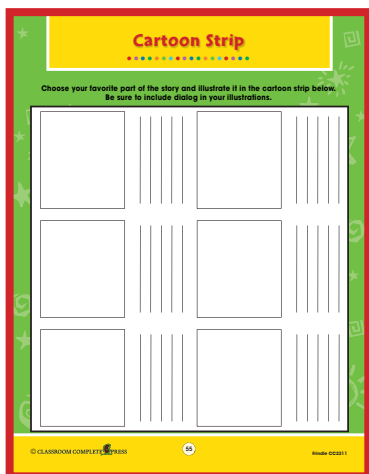 Cartoon Strip
Choose your favorite part of the story and illustrate it in the cartoon strip below.
Be sure to include dialog in your illustrations.
© CLASSROOM COMPLETE PRESS
55
Frindle CC2311